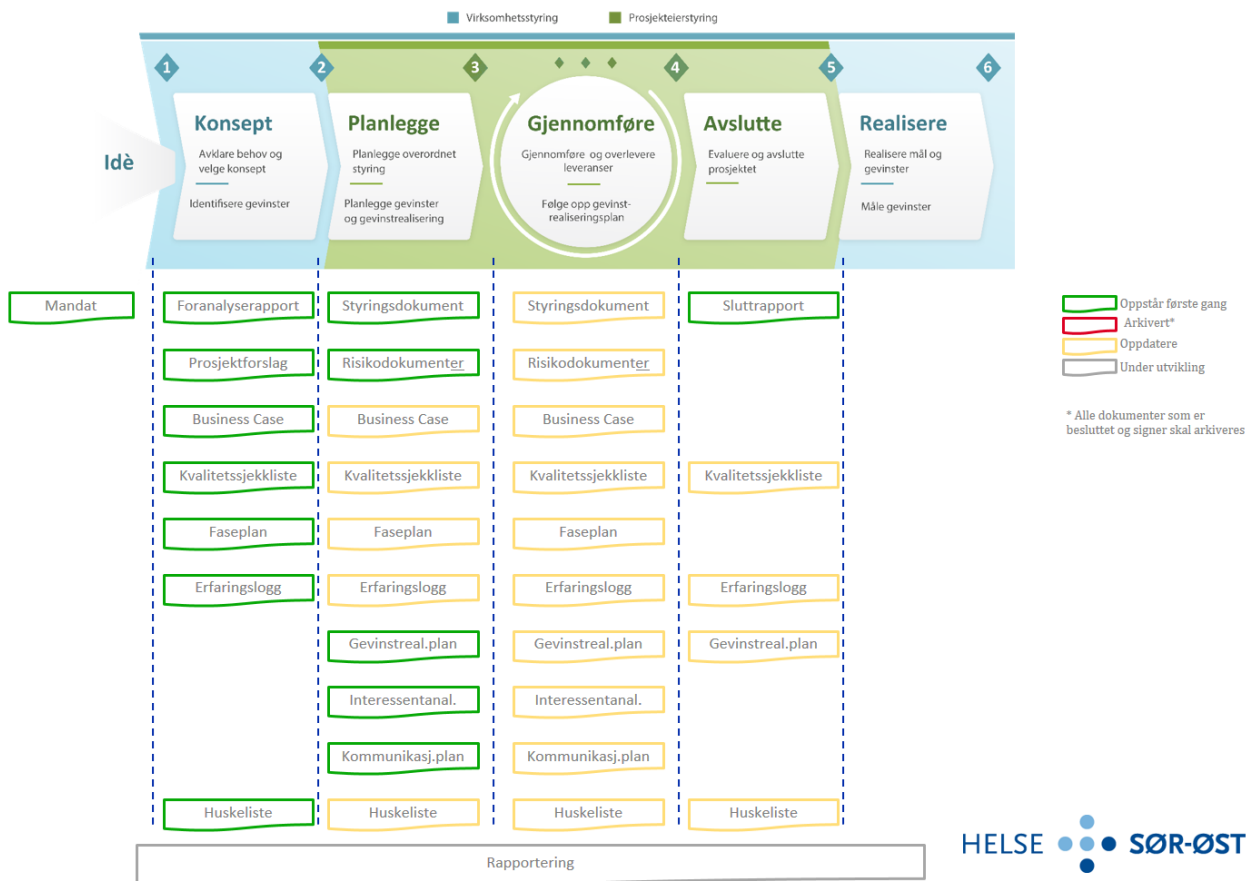 Virksomhetsstyring
Prosjekteierstyring
1
2
3
4
5
6
Idè
Konsept
Avklare behov og
velge konsept
Identifisere gevinster
Planlegge
Planlegge overordnet
styring
Planlegge gevinster
og gevinstrealisering
Gjennomføre
Gjennomføre og overlevere
leveranser
Følge opp gevinst-
realiseringsplan
Avslutte
Evaluere og avslutte
prosjektet
Realisere
Realisere mål og
gevinster
Måle gevinster
Mandat
Foranalyserapport
Styringsdokument
Styringsdokument
Sluttrapport
Prosjektforslag
Risikodokumenter
Risikodokumenter
Business Case
Business Case
Business Case
Kvalitetssjekkliste
Kvalitetssjekkliste
Kvalitetssjekkliste
Kvalitetssjekkliste
Faseplan
Faseplan
Faseplan
Erfaringslogg
Erfaringslogg
Erfaringslogg
Erfaringslogg
Gevinstreal.plan
Gevinstreal.plan
Gevinstreal.plan
Interessentanal.
Interessentanal.
Kommunikasj.plan
Kommunikasj.plan
Huskeliste
Huskeliste
Huskeliste
Huskeliste
Rapportering
Oppstår første gang
Arkivert*
Oppdatere
Under utvikling
* Alle dokumenter som er
besluttet og signer skal arkiveres
HELSE SØR-ØST